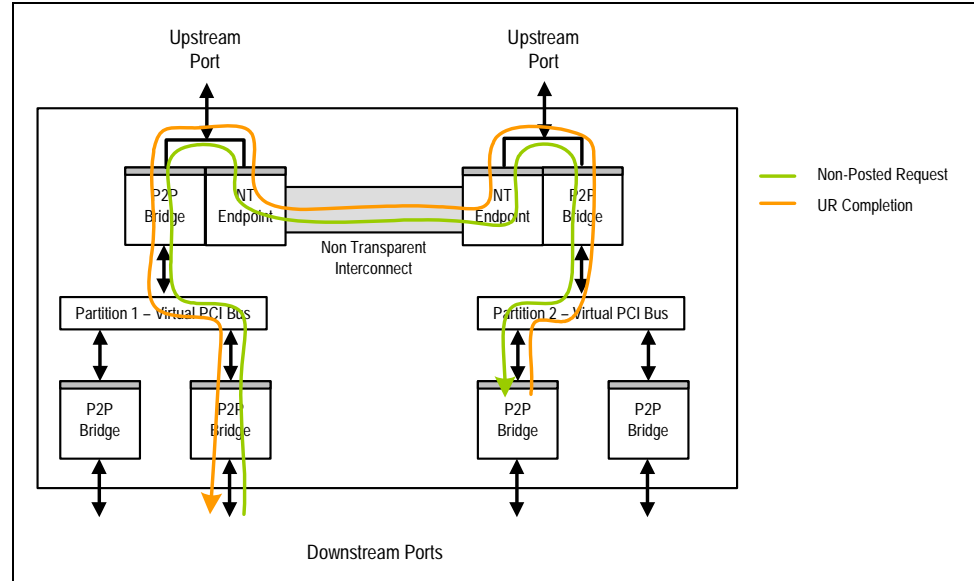 Upstream
Port
Upstream
Port
Non-Posted Request
UR Completion
P2P
Bridge
NT
Endpoint
NT
Endpoint
P2P
Bridge
Non Transparent
Interconnect
Partition 1 – Virtual PCI Bus
Partition 2 – Virtual PCI Bus
P2P
Bridge
P2P
Bridge
P2P
Bridge
P2P
Bridge
Downstream Ports